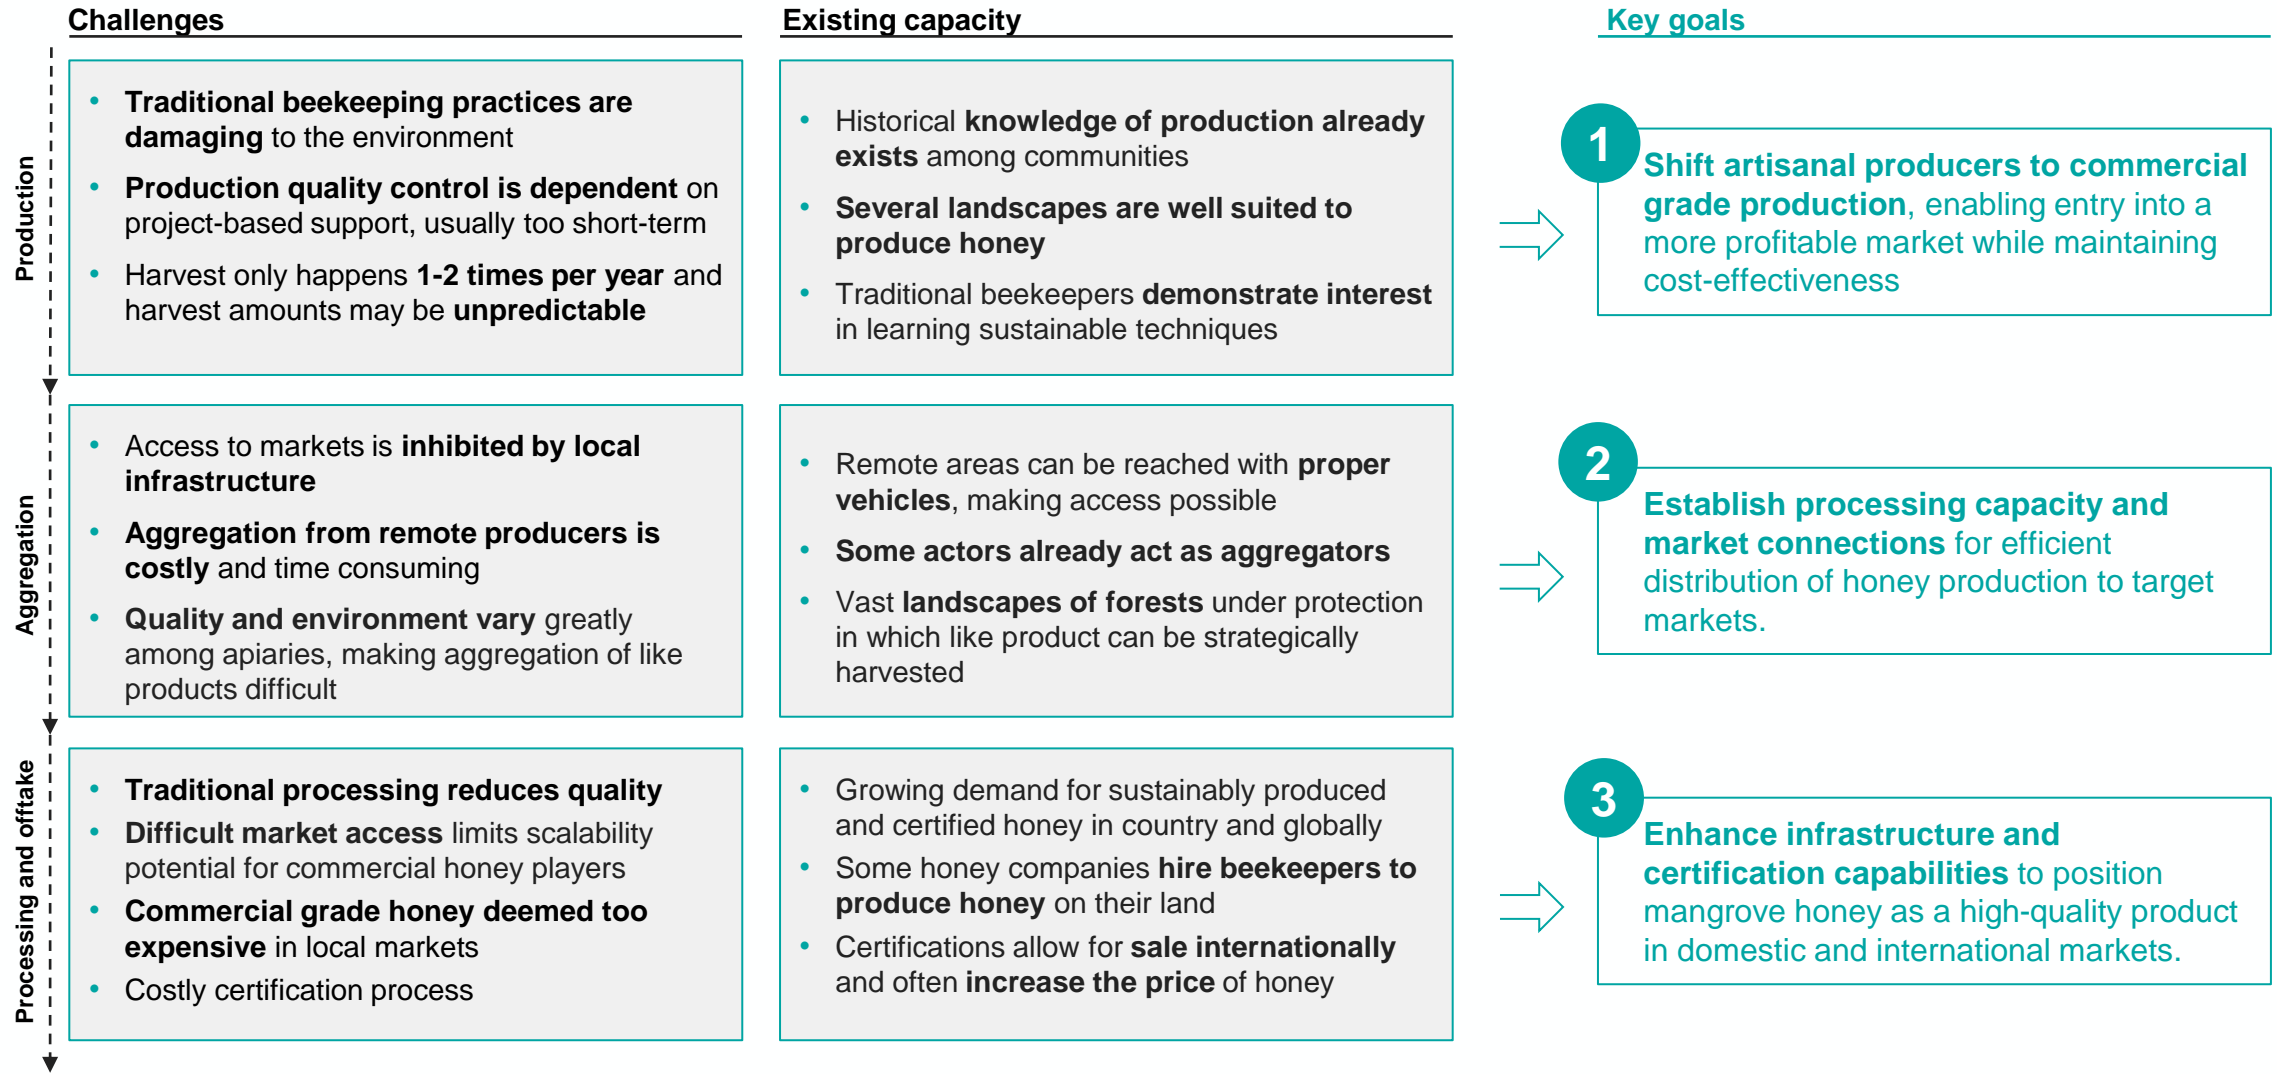 Challenges
Existing capacity
Key goals
Production
• Traditional beekeeping practices are
damaging to the environment
• Production quality control is dependent on
project-based support, usually too short-term
• Harvest only happens 1-2 times per year and
harvest amounts may be unpredictable
• Historical knowledge of production already
exists among communities
• Several landscapes are well suited to
produce honey
• Traditional beekeepers demonstrate interest
in learning sustainable techniques
1
Shift artisanal producers to commercial
grade production, enabling entry into a
more profitable market while maintaining
cost-effectiveness
Aggregation
• Access to markets is inhibited by local
infrastructure
• Aggregation from remote producers is
costly and time consuming
• Quality and environment vary greatly
among apiaries, making aggregation of like
products difficult
• Remote areas can be reached with proper
vehicles, making access possible
• Some actors already act as aggregators
• Vast landscapes of forests under protection
in which like product can be strategically
harvested
2
Establish processing capacity and
market connections for efficient
distribution of honey production to target
markets.
Processing and offtake
• Traditional processing reduces quality
• Difficult market access limits scalability
potential for commercial honey players
• Commercial grade honey deemed too
expensive in local markets
• Costly certification process
• Growing demand for sustainably produced
and certified honey in country and globally
• Some honey companies hire beekeepers to
produce honey on their land
• Certifications allow for sale internationally
and often increase the price of honey
3
Enhance infrastructure and
certification capabilities to position
mangrove honey as a high-quality product
in domestic and international markets.